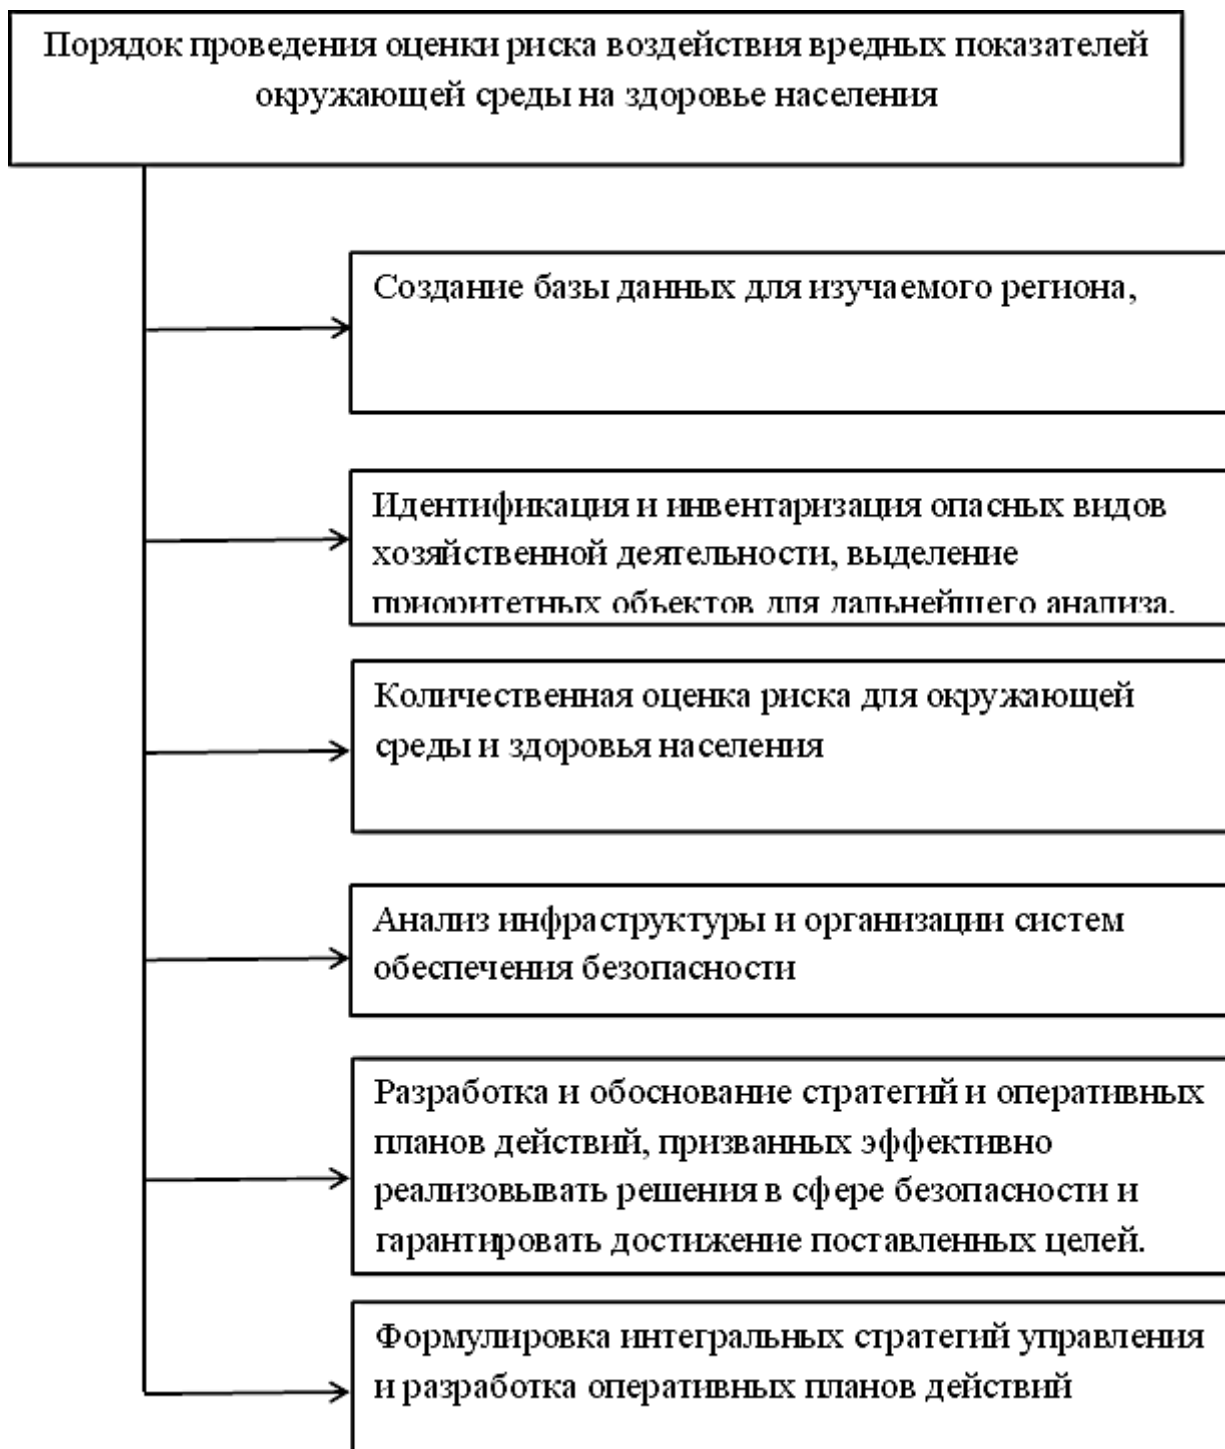 Порядок проведения оценки риска воздействия вредных показателей
окружающей среды на здоровье населения
Создание базы данных для изучаемого региона,
Идентификация и инвентаризация опасных видов
хозяйственной деятельности, выделение
приоритетных объектов для дальнейшего анализа.
Количественная оценка риска для окружающей
среды и здоровья населения
Анализ инфраструктуры и организации систем
обеспечения безопасности
Разработка и обоснование стратегий и оперативных
планов действий, призванных эффективно
реализовывать решения в сфере безопасности и
гарантировать достижение поставленных целей.
Формулировка интегральных стратегий управления
и разработка оперативных планов действий